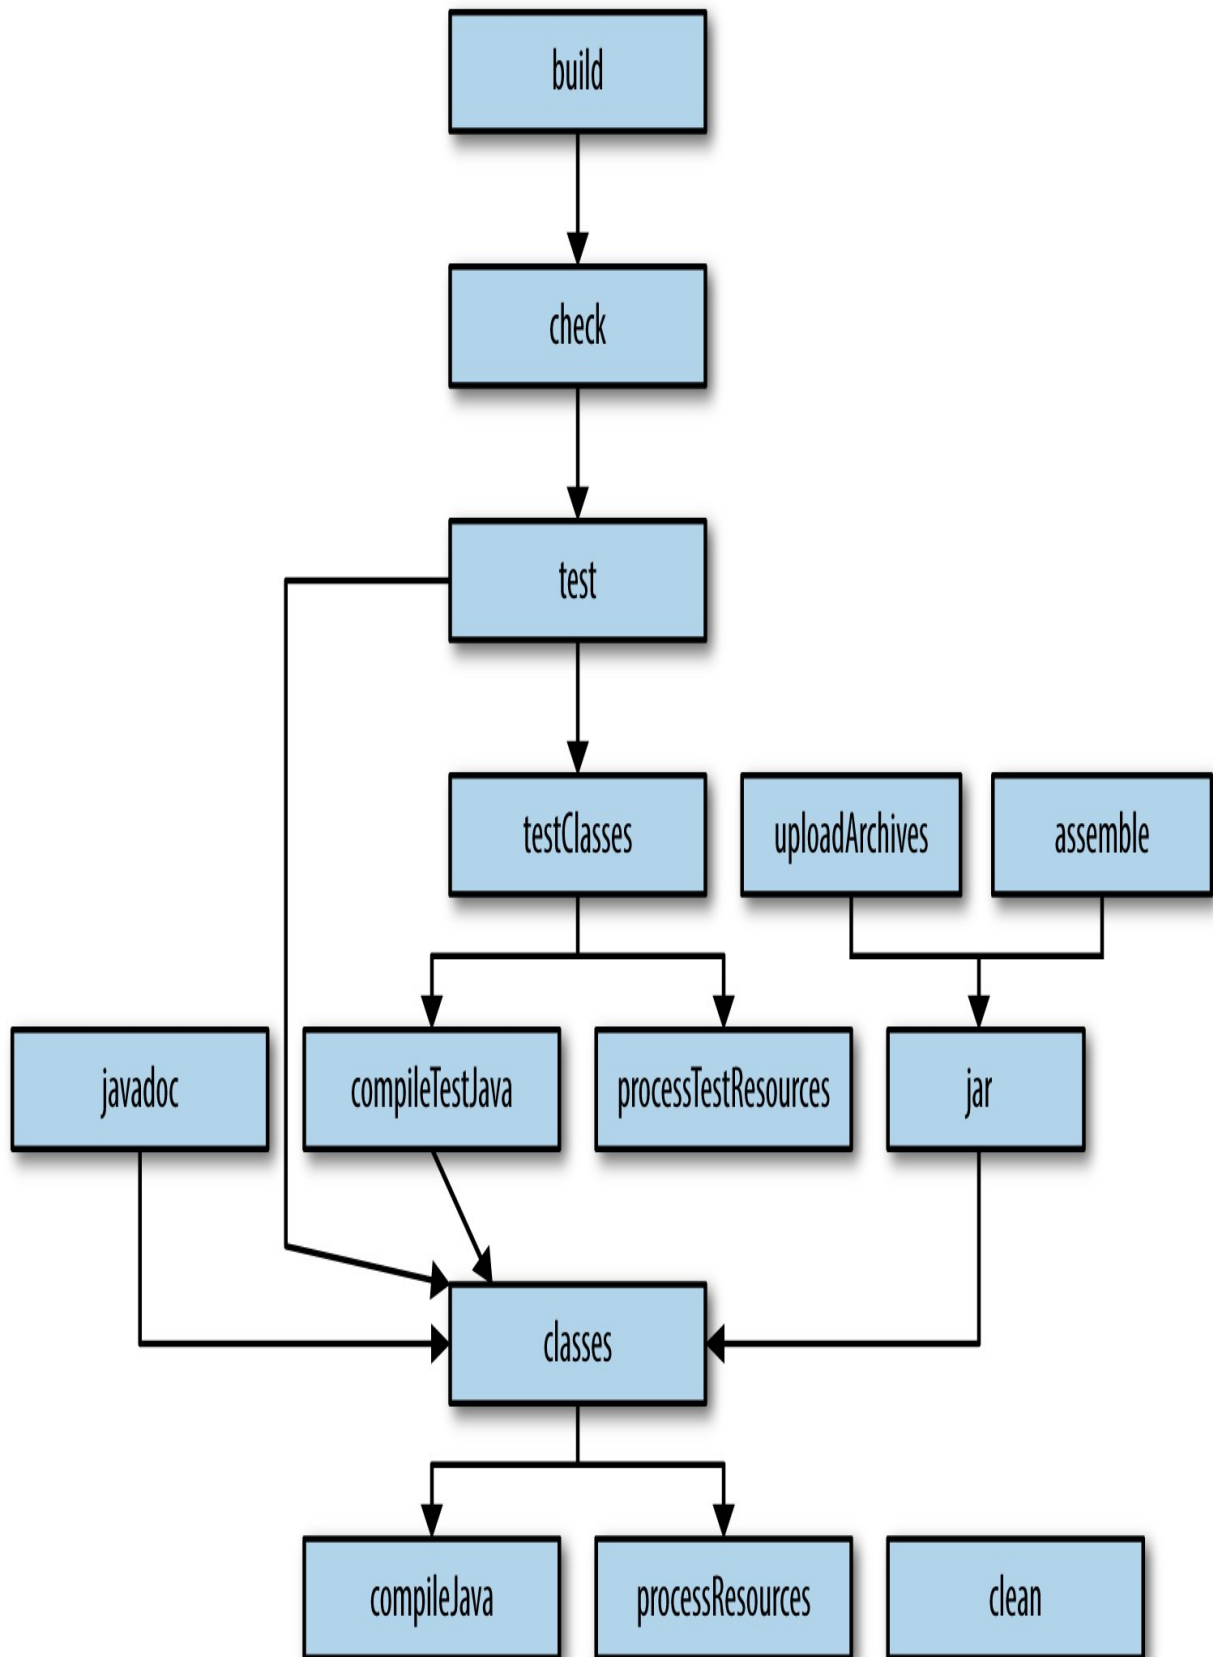 build
check
test
testClasses
uploadArchives
assemble
javadoc
compileTestJava
processTestResources
jar
classes
compileJava
processResources
clean